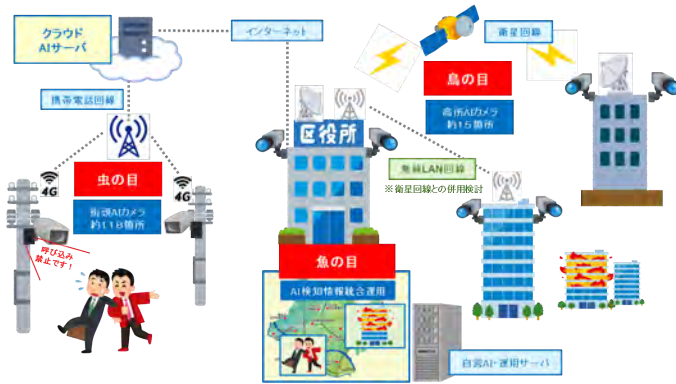 クラウド
AIサーバ
インターネット
衛星回線
携帯電話回線
鳥の目
高所AIカメラ
約15箇所
区役所
無線LAN回線
※衛星回線との併用検討
虫の目
4G
4G
街頭AIカメラ
約118箇所
呼び込み
禁止です！
魚の目
AI検知情報統合運用
自営AI・運用サーバ